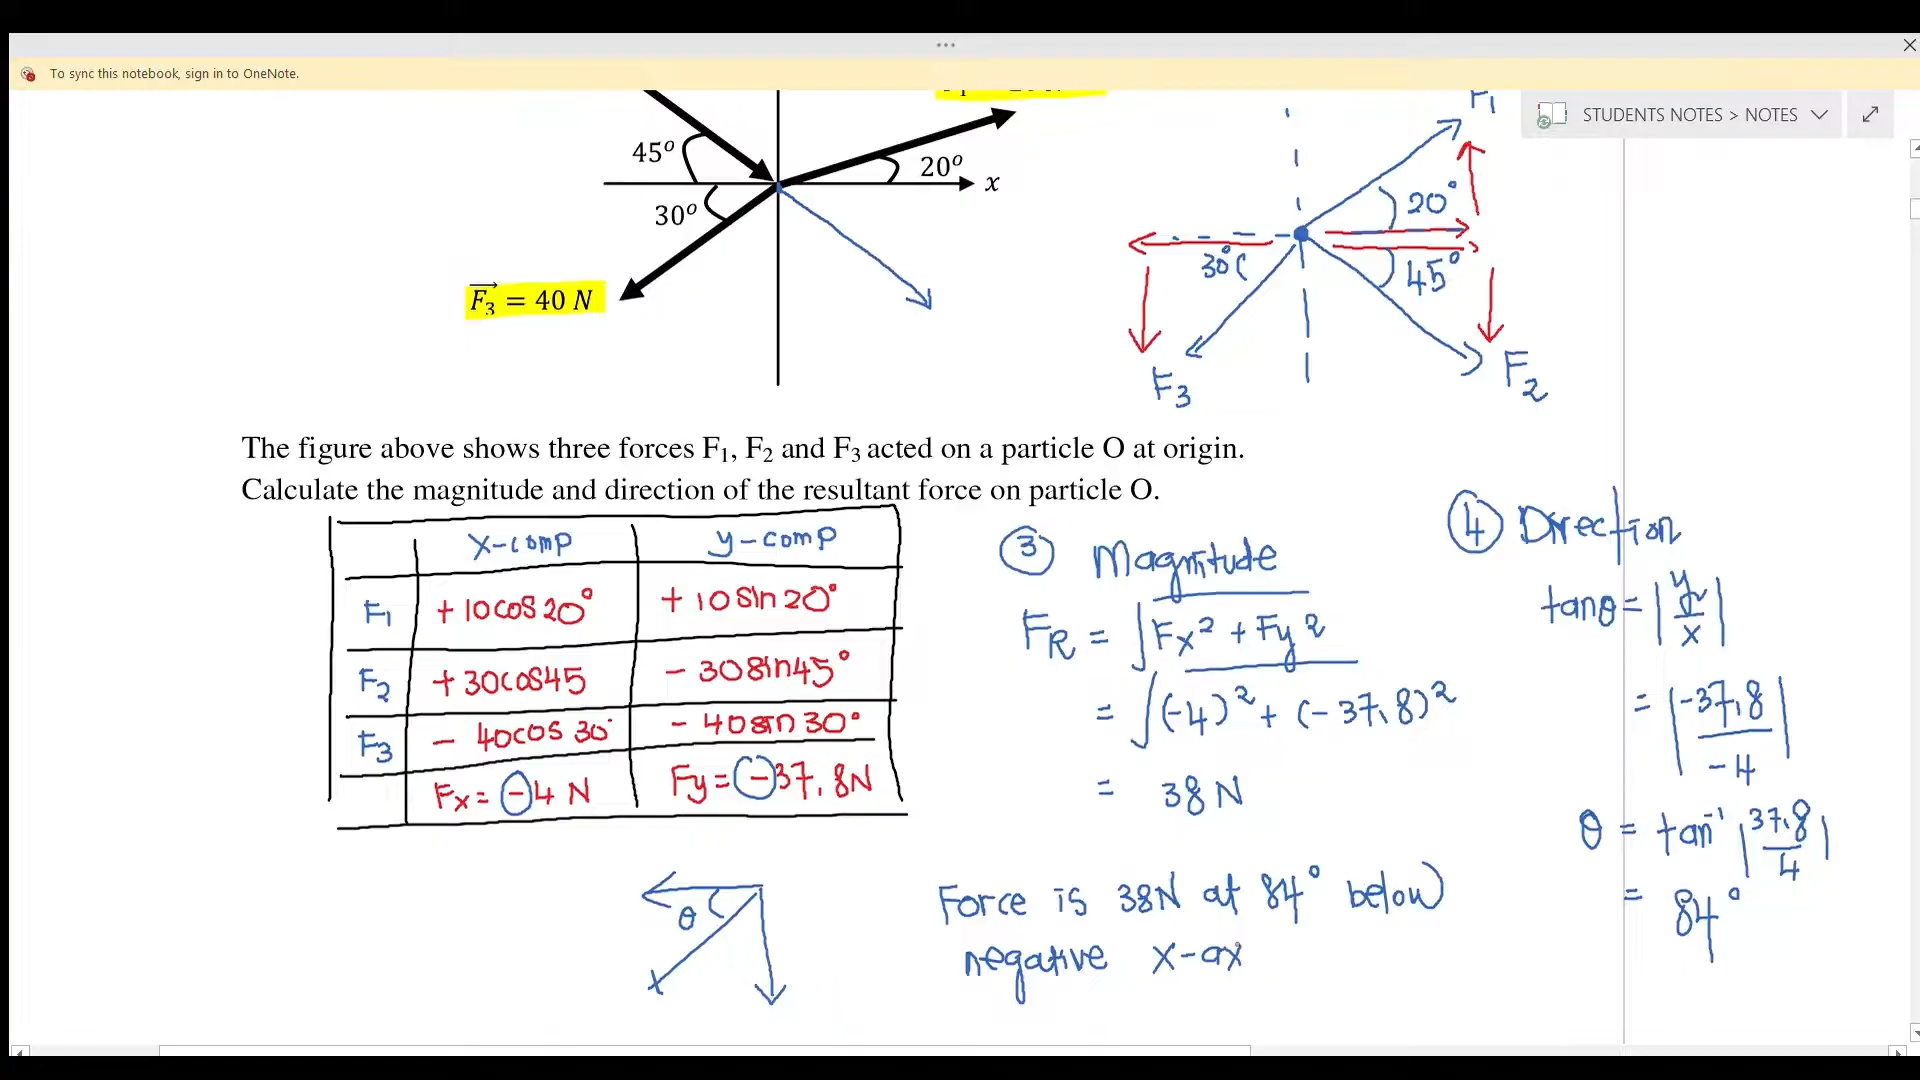 To sync this notebook, sign in to OneNote.
STUDENTS NOTES > NOTES
45° 20° x
30°
F₃ = 40 N
F₁
20°
30°
45°
F₃ F₂
The figure above shows three forces F₁, F₂ and F₃ acted on a particle O at origin.
Calculate the magnitude and direction of the resultant force on particle O.
x-comp y-comp
F₁ +10cos20° +10sin20°
F₂ +30cos45 -30sin45°
F₃ -40cos30° -40sin30°
Fx = -4 N Fy = -37.8N
③ Magnitude
FR = √Fx² + Fy²
= √(-4)² + (-37.8)²
= 38 N
④ Direction
tanθ = |y/x|
= |-37.8/-4|
θ = tan⁻¹ |37.8/4|
= 84°
θ
Force is 38N at 84° below
negative x-ax